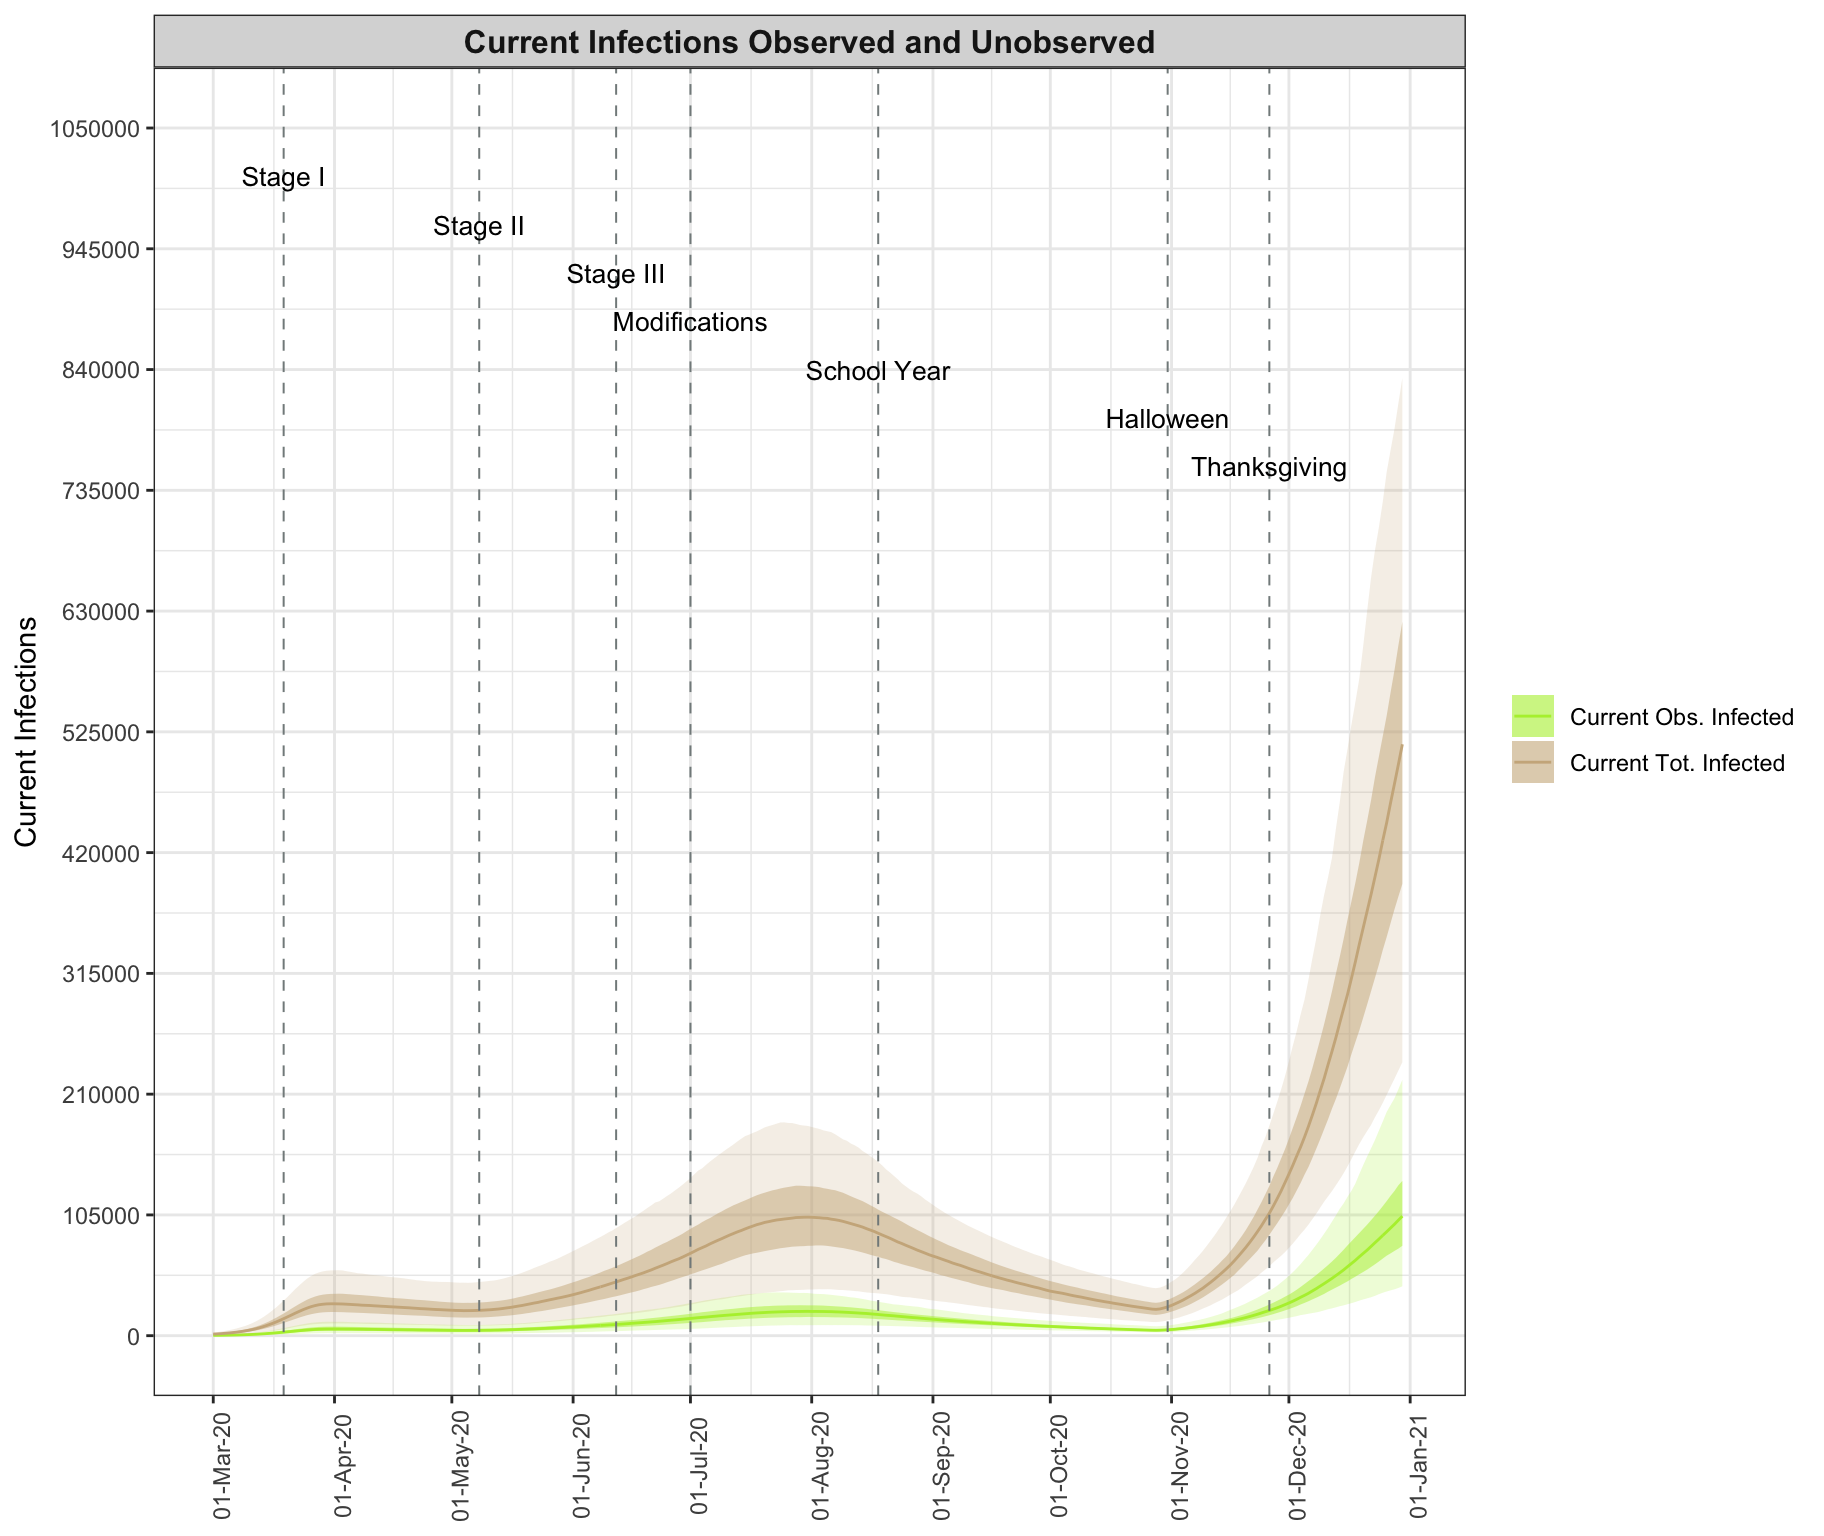 Current Infections Observed and Unobserved
1050000
945000
840000
735000
630000
525000
420000
315000
210000
105000
0
Current Infections
Stage I
Stage II
Stage III
Modifications
School Year
Halloween
Thanksgiving
01-Mar-20
01-Apr-20
01-May-20
01-Jun-20
01-Jul-20
01-Aug-20
01-Sep-20
01-Oct-20
01-Nov-20
01-Dec-20
01-Jan-21
Current Obs. Infected
Current Tot. Infected